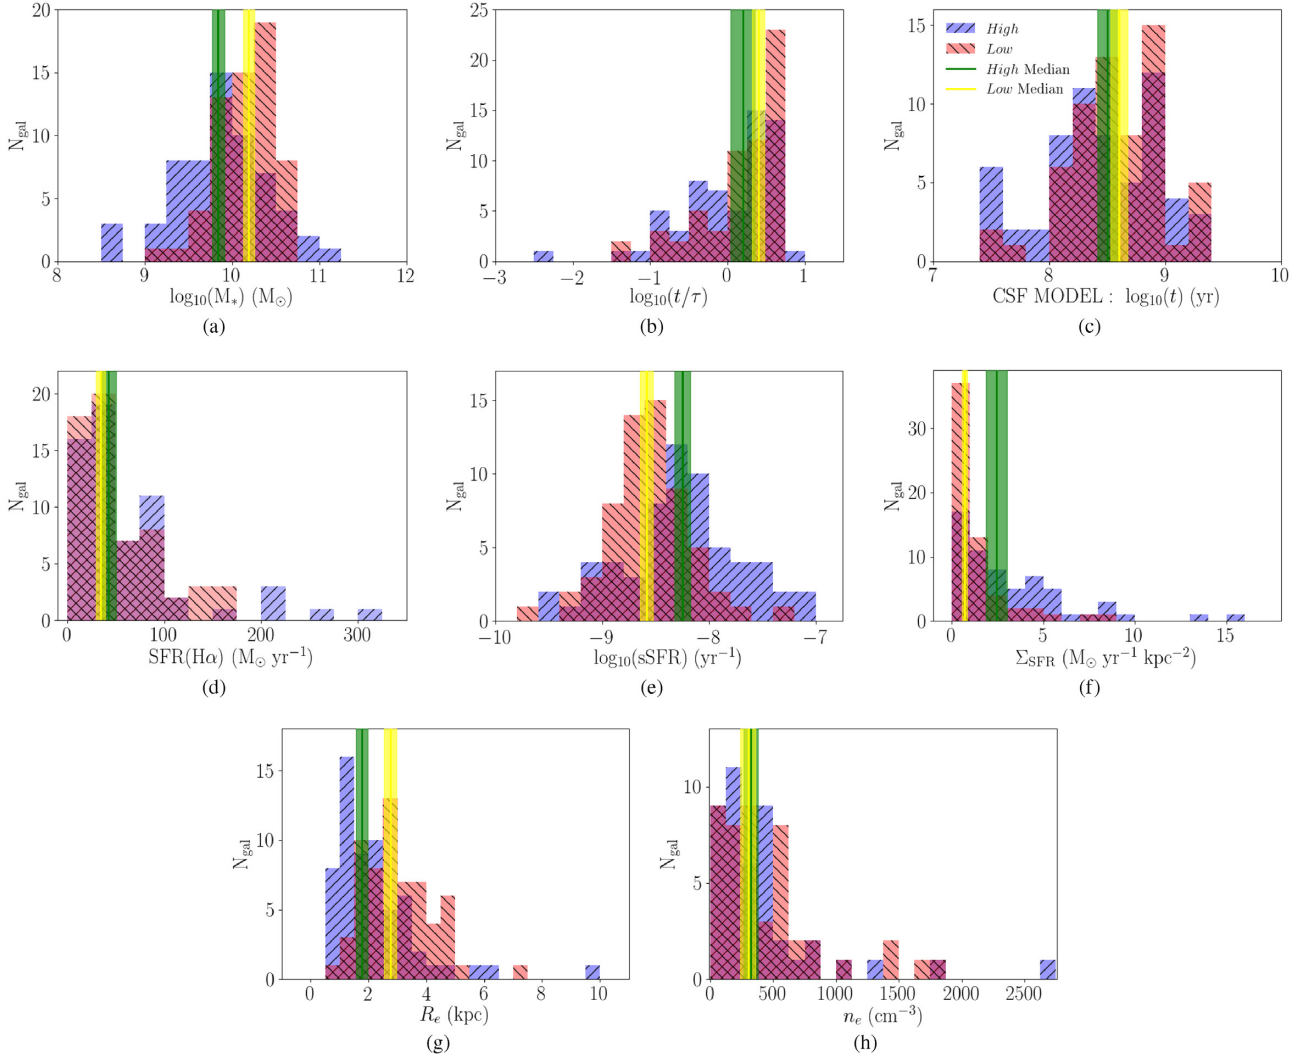 20
15
10
5
0
N_gal
8 9 10 11 12
log₁₀(M∗) (M⊙)
(a)
25
20
15
10
5
0
N_gal
−3 −2 −1 0 1
log₁₀(t/τ)
(b)
15
10
5
0
N_gal
High
Low
High Median
Low Median
7 8 9 10
CSF MODEL : log₁₀(t) (yr)
(c)
20
15
10
5
0
N_gal
0 100 200 300
SFR(Hα) (M⊙ yr⁻¹)
(d)
15
10
5
0
N_gal
−10 −9 −8 −7
log₁₀(sSFR) (yr⁻¹)
(e)
30
20
10
0
N_gal
0 5 10 15
Σ_SFR (M⊙ yr⁻¹ kpc⁻²)
(f)
15
10
5
0
N_gal
0 2 4 6 8 10
R_e (kpc)
(g)
10
5
0
N_gal
0 500 1000 1500 2000 2500
n_e (cm⁻³)
(h)